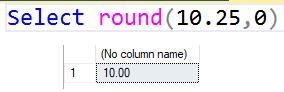 Select round(10.25,0)
(No column name)
1 10.00